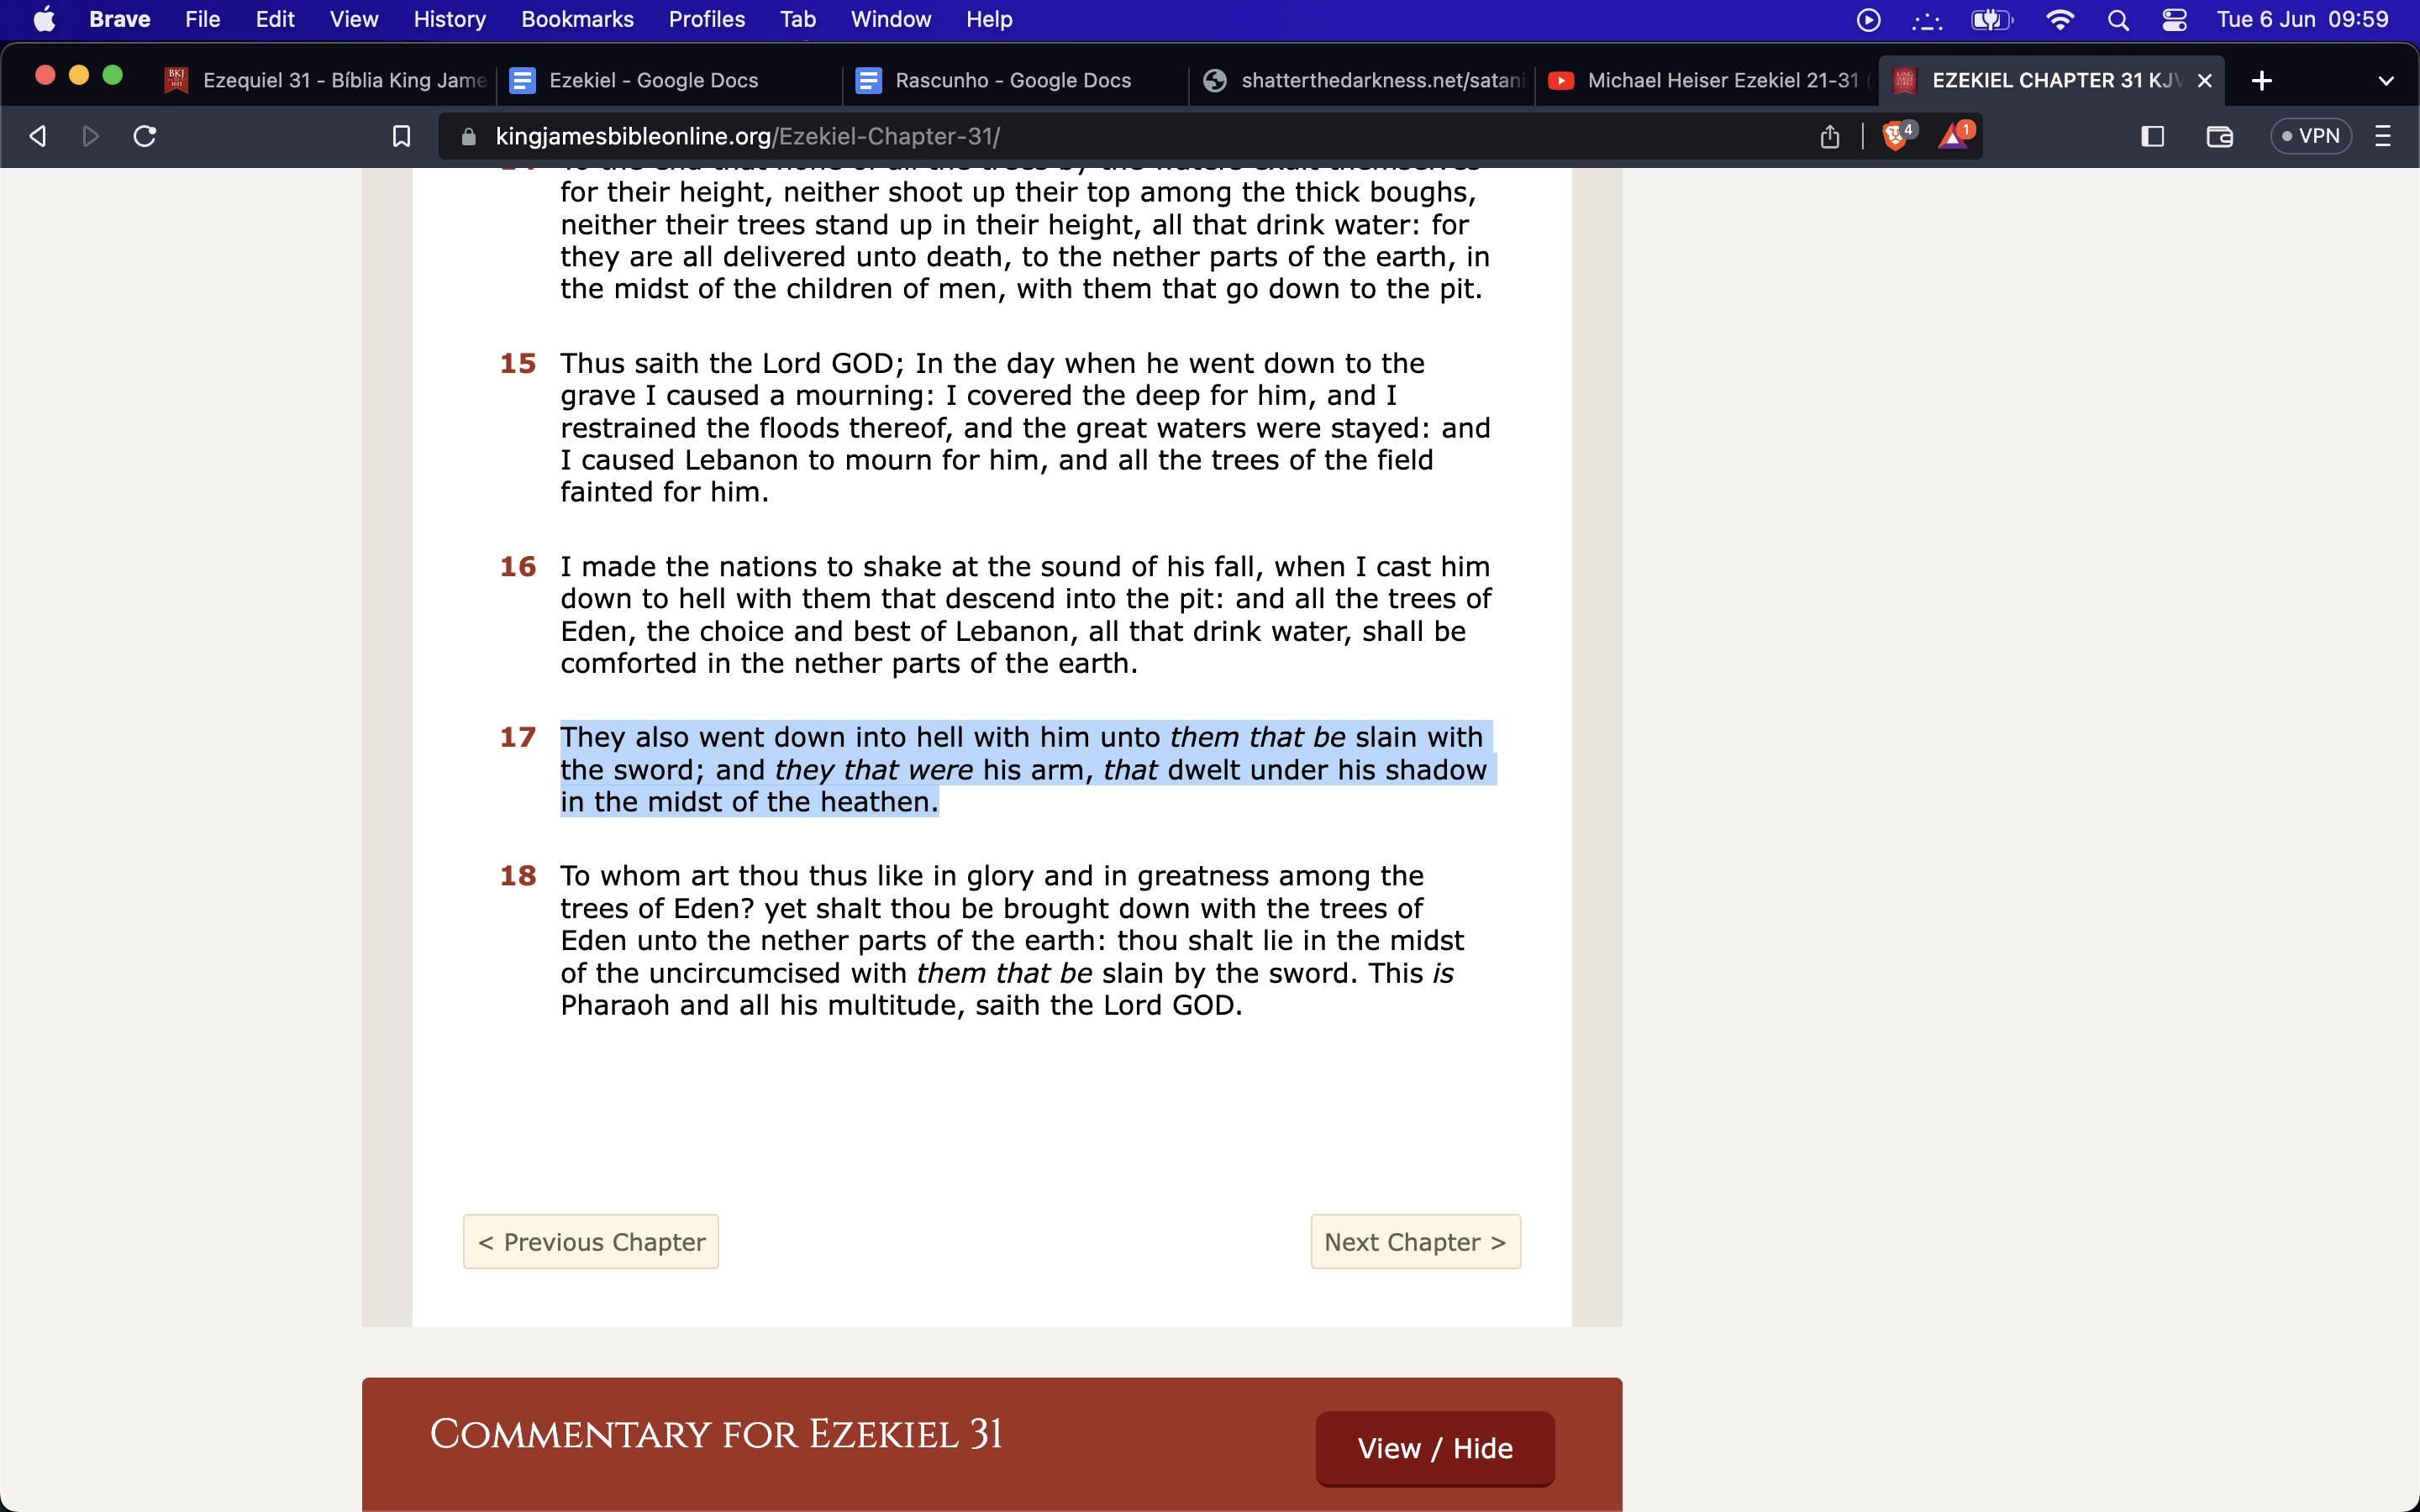 Brave File Edit View History Bookmarks Profiles Tab Window Help Tue 6 Jun 09:59
Ezequiel 31 - Bíblia King Jame Ezekiel - Google Docs Rascunho - Google Docs shatterthedarkness.net/satani Michael Heiser Ezekiel 21-31 ( EZEKIEL CHAPTER 31 KJV
kingjamesbibleonline.org/Ezekiel-Chapter-31/ 4 1 VPN
for their height, neither shoot up their top among the thick boughs,
neither their trees stand up in their height, all that drink water: for
they are all delivered unto death, to the nether parts of the earth, in
the midst of the children of men, with them that go down to the pit.
15 Thus saith the Lord GOD; In the day when he went down to the
grave I caused a mourning: I covered the deep for him, and I
restrained the floods thereof, and the great waters were stayed: and
I caused Lebanon to mourn for him, and all the trees of the field
fainted for him.
16 I made the nations to shake at the sound of his fall, when I cast him
down to hell with them that descend into the pit: and all the trees of
Eden, the choice and best of Lebanon, all that drink water, shall be
comforted in the nether parts of the earth.
17 They also went down into hell with him unto them that be slain with
the sword; and they that were his arm, that dwelt under his shadow
in the midst of the heathen.
18 To whom art thou thus like in glory and in greatness among the
trees of Eden? yet shalt thou be brought down with the trees of
Eden unto the nether parts of the earth: thou shalt lie in the midst
of the uncircumcised with them that be slain by the sword. This is
Pharaoh and all his multitude, saith the Lord GOD.
< Previous Chapter Next Chapter >
Commentary for Ezekiel 31
View / Hide